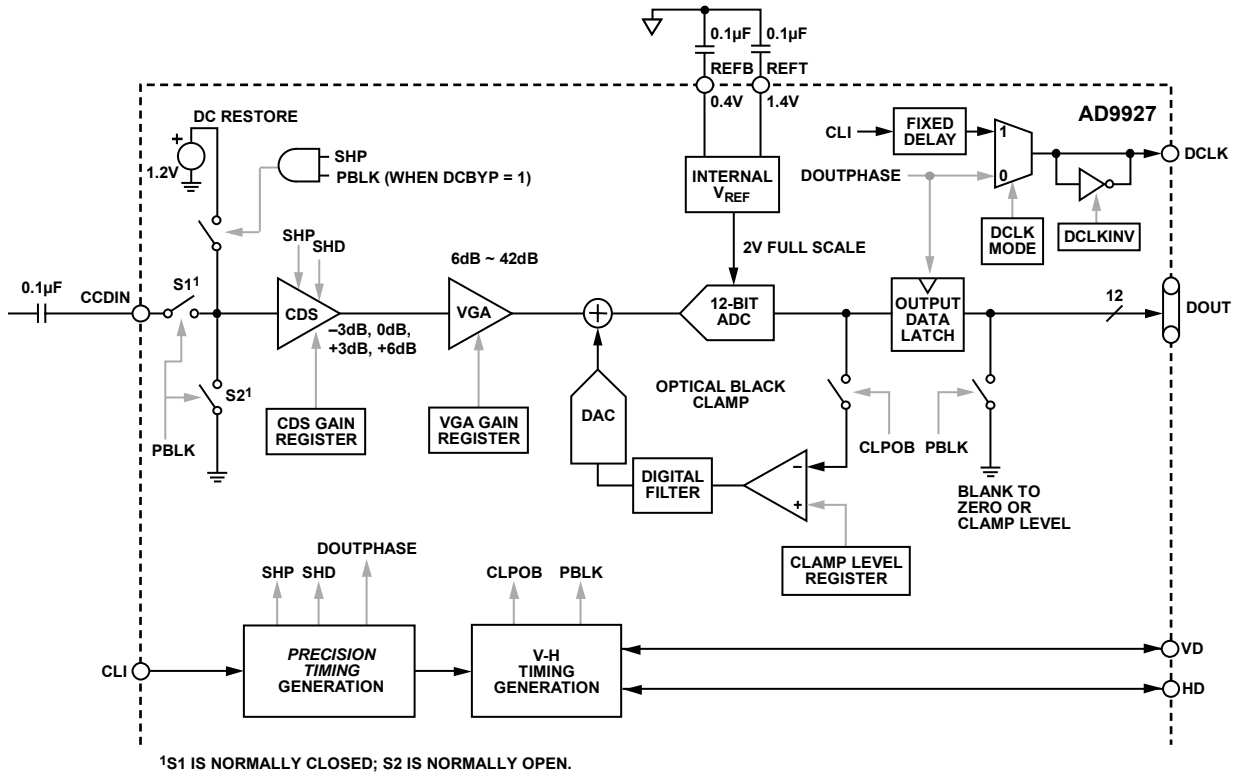 0.1µF
0.1µF
REFB
REFT
0.4V
1.4V
AD9927
DC RESTORE
+
1.2V
SHP
PBLK (WHEN DCBYP = 1)
CLI
FIXED
DELAY
1
0
DCLK
DOUTPHASE
INTERNAL
VREF
DCLK
MODE
DCLKINV
SHP
SHD
6dB ~ 42dB
2V FULL SCALE
0.1µF
CCDIN
S1¹
CDS
–3dB, 0dB,
+3dB, +6dB
VGA
+
12-BIT
ADC
OUTPUT
DATA
LATCH
12
DOUT
S2¹
PBLK
CDS GAIN
REGISTER
VGA GAIN
REGISTER
DAC
OPTICAL BLACK
CLAMP
CLPOB
PBLK
DIGITAL
FILTER
–
+
BLANK TO
ZERO OR
CLAMP LEVEL
CLAMP LEVEL
REGISTER
DOUTPHASE
SHP
SHD
CLPOB
PBLK
CLI
PRECISION
TIMING
GENERATION
V-H
TIMING
GENERATION
VD
HD
¹S1 IS NORMALLY CLOSED; S2 IS NORMALLY OPEN.